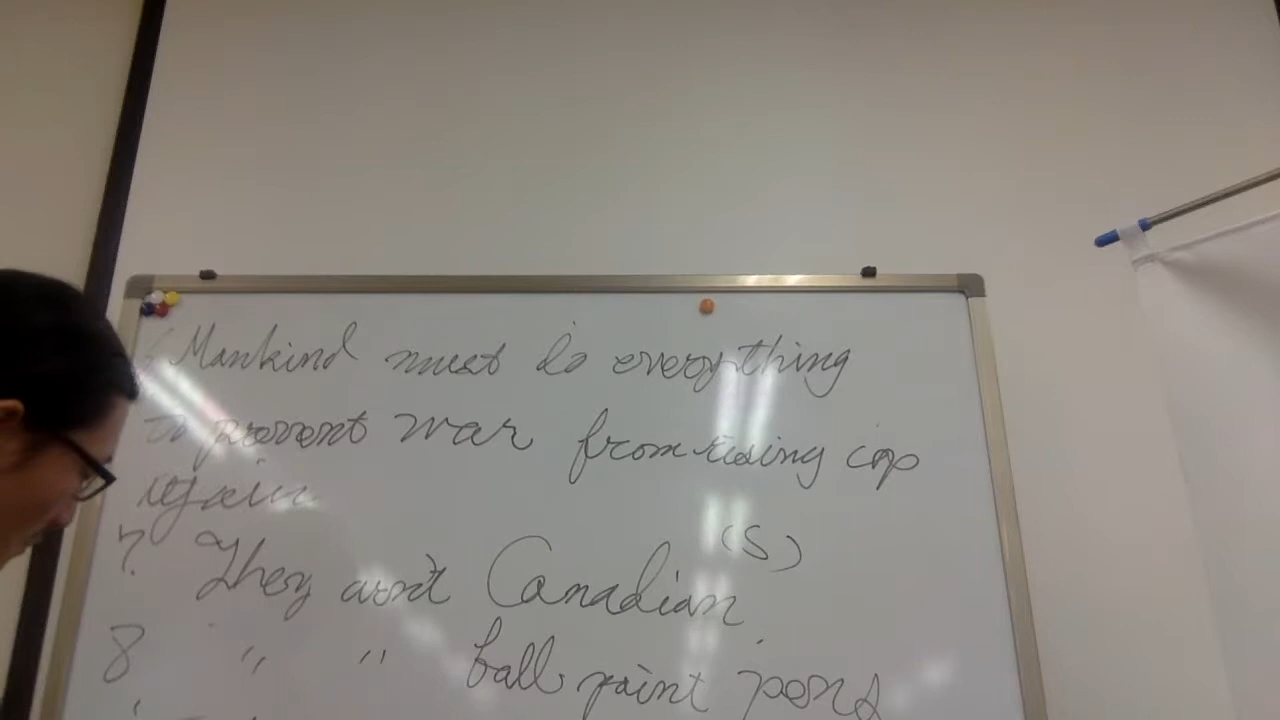 Mankind must do everything
to prevent war from rising up
again.
7. They aren't Canadian(s)
8 " " ball point pens